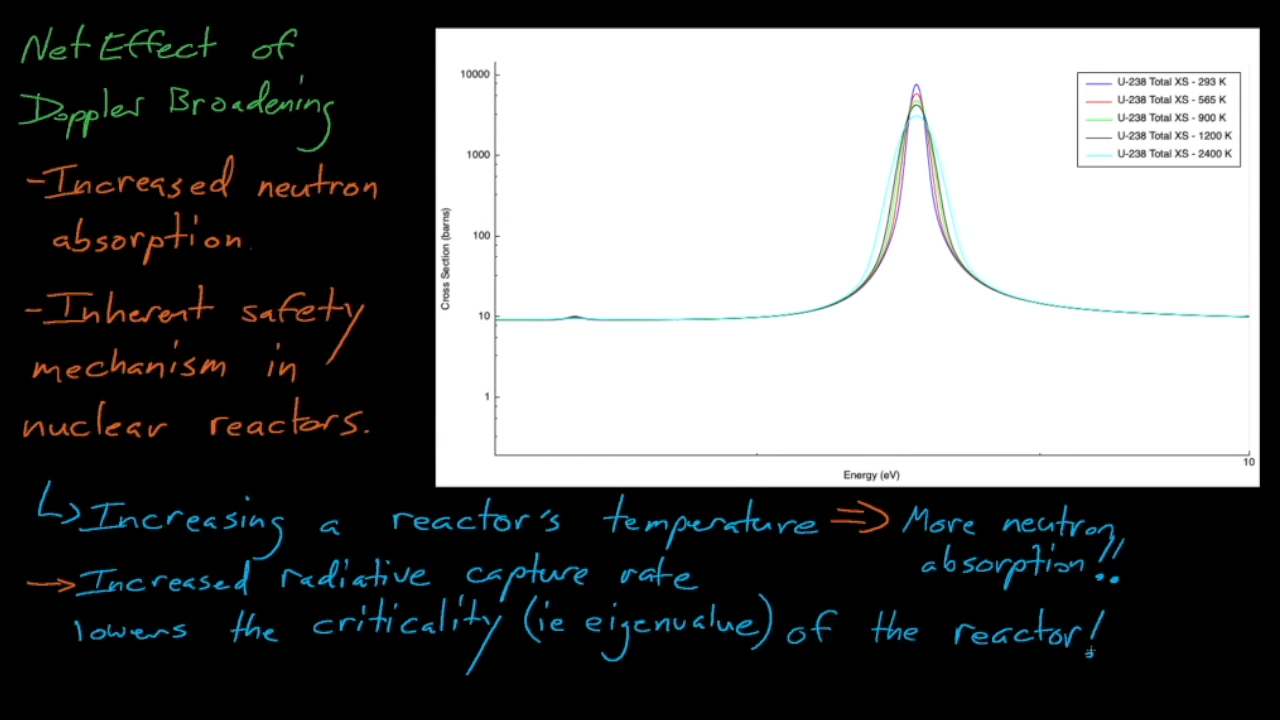 Net Effect of
Doppler Broadening
-Increased neutron
absorption.
-Inherent safety
mechanism in
nuclear reactors.
10000
1000
100
10
1
Cross Section (barns)
U-238 Total XS - 293 K
U-238 Total XS - 565 K
U-238 Total XS - 900 K
U-238 Total XS - 1200 K
U-238 Total XS - 2400 K
10
Energy (eV)
↳ Increasing a reactor's temperature ⇒ More neutron
absorption!!
→ Increased radiative capture rate
lowers the criticality (ie eigenvalue) of the reactor!